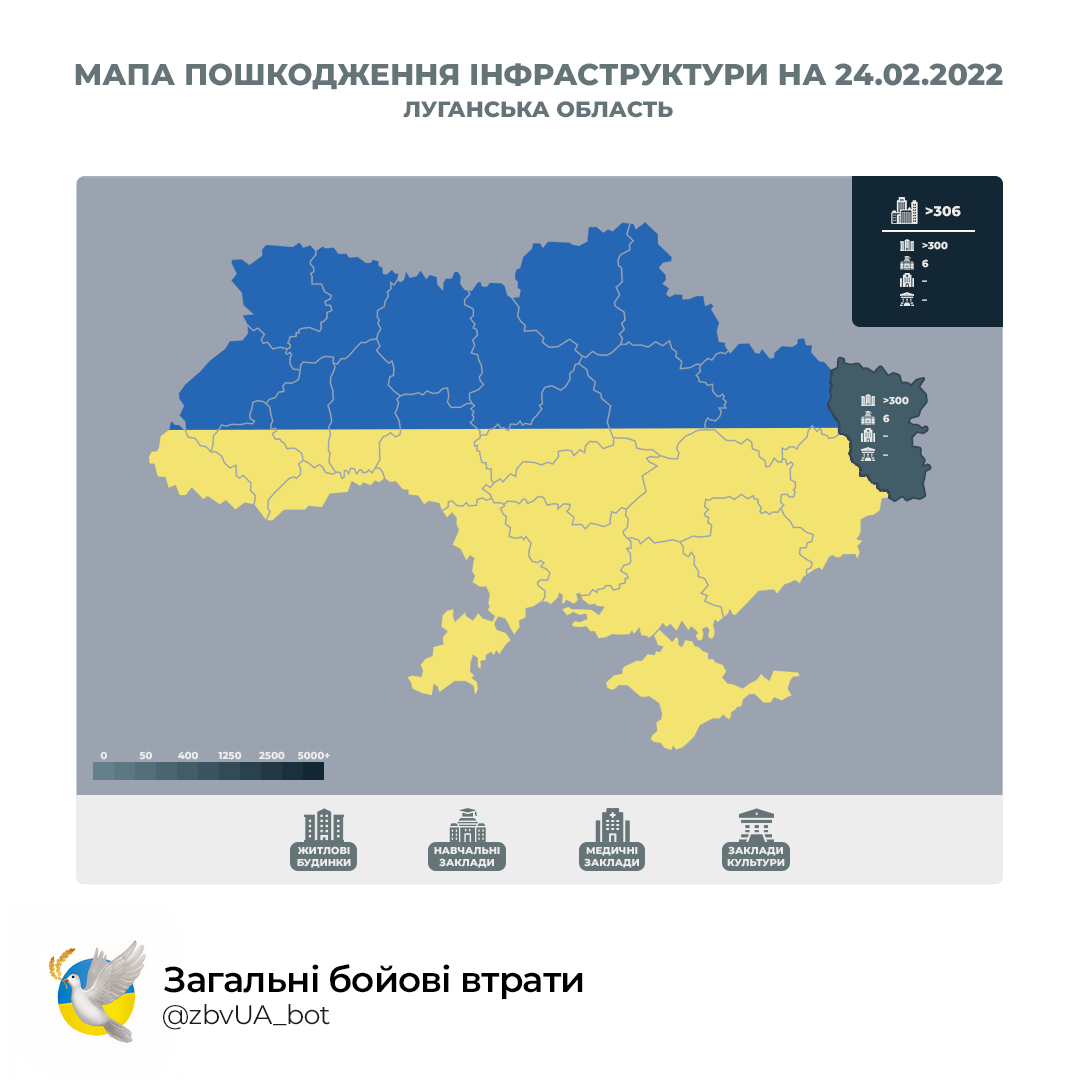 МАПА ПОШКОДЖЕННЯ ІНФРАСТРУКТУРИ НА 24.02.2022
ЛУГАНСЬКА ОБЛАСТЬ
>306
>300
6
–
–
>300
6
–
–
0 50 400 1250 2500 5000+
ЖИТЛОВІ
БУДИНКИ
НАВЧАЛЬНІ
ЗАКЛАДИ
МЕДИЧНІ
ЗАКЛАДИ
ЗАКЛАДИ
КУЛЬТУРИ
Загальні бойові втрати
@zbvUA_bot